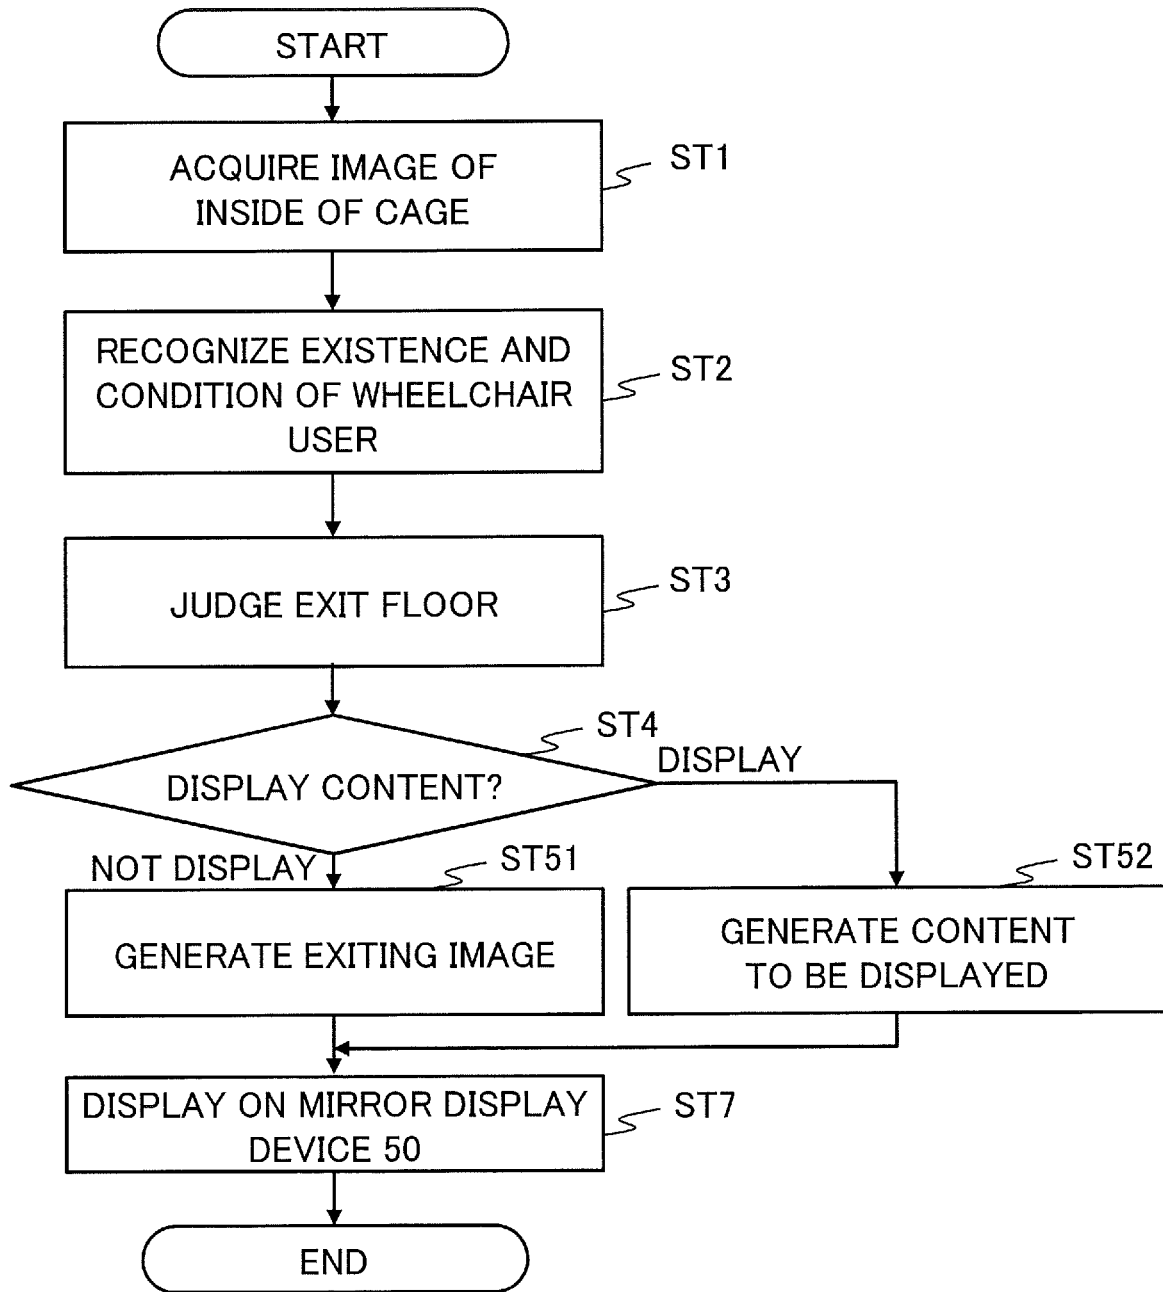 START
ACQUIRE IMAGE OF
INSIDE OF CAGE
ST1
RECOGNIZE EXISTENCE AND
CONDITION OF WHEELCHAIR
USER
ST2
JUDGE EXIT FLOOR
ST3
ST4
DISPLAY CONTENT?
DISPLAY
NOT DISPLAY
ST51
GENERATE EXITING IMAGE
ST52
GENERATE CONTENT
TO BE DISPLAYED
DISPLAY ON MIRROR DISPLAY
DEVICE 50
ST7
END